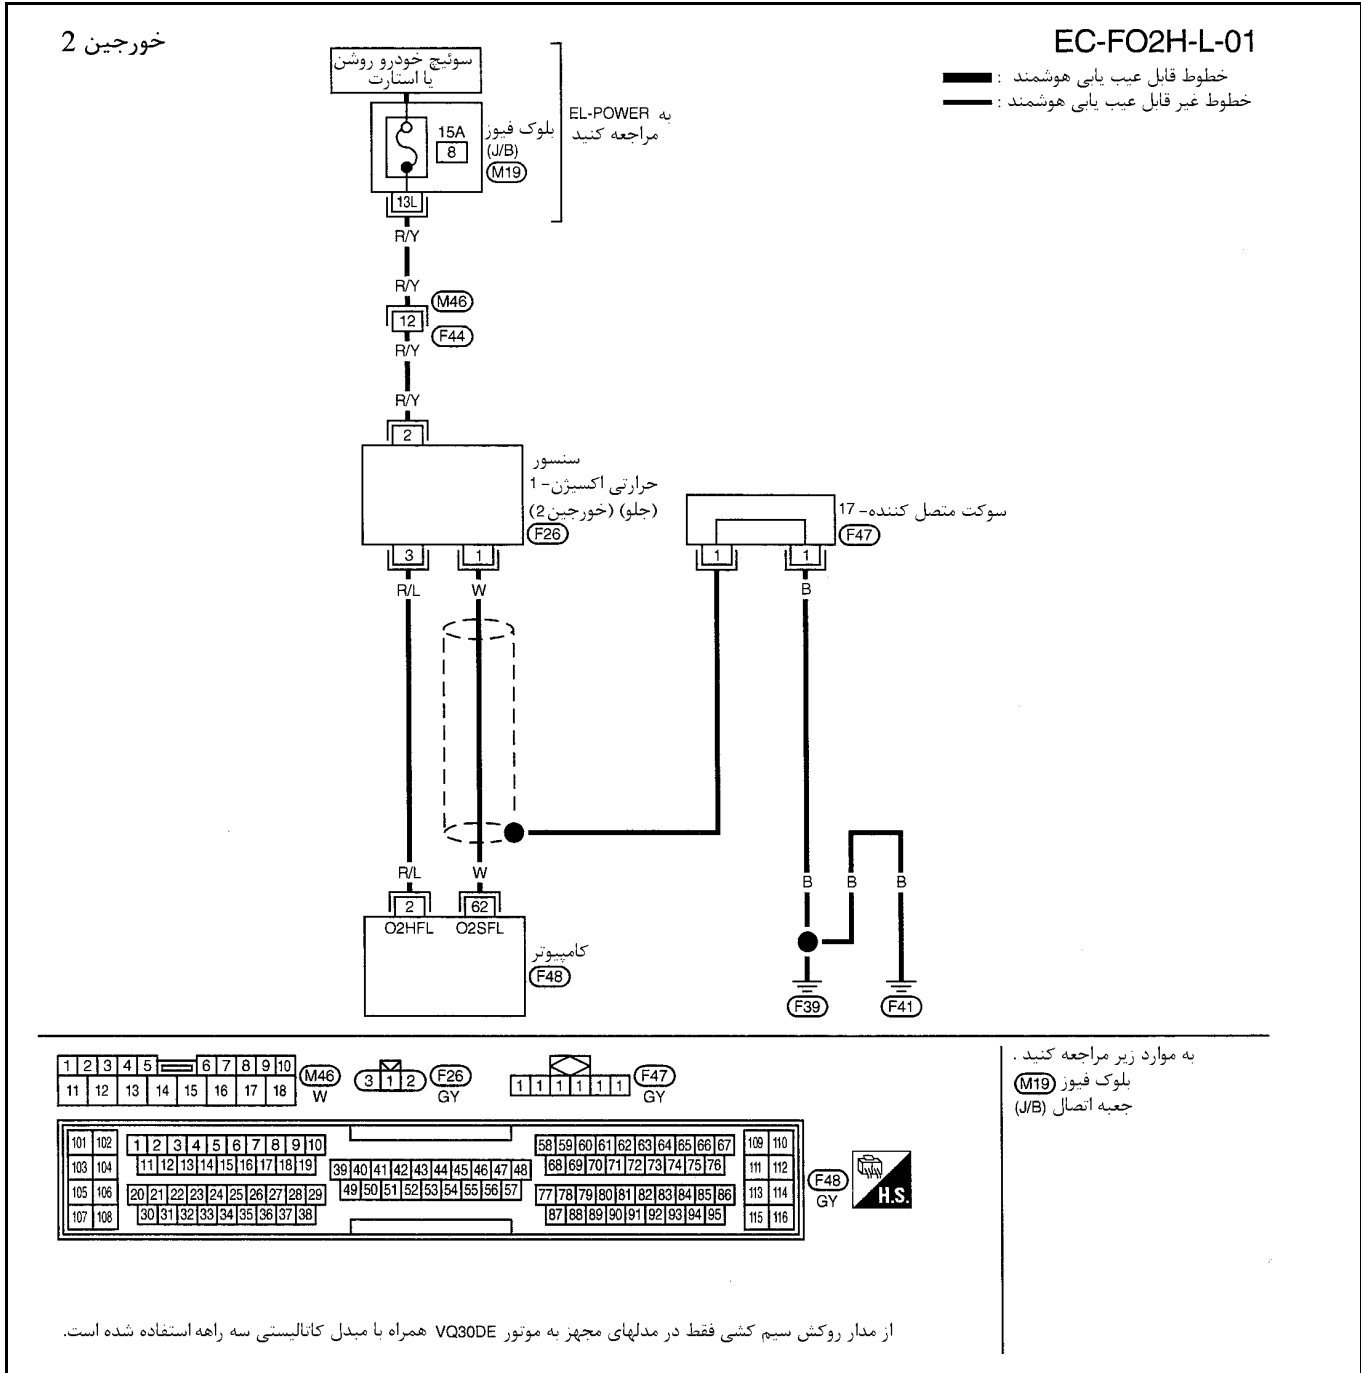 خورجین 2
EC-FO2H-L-01
خطوط قابل عیب یابی هوشمند :
خطوط غیر قابل عیب یابی هوشمند :
سوئیچ خودرو روشن
یا استارت
به EL-POWER
مراجعه کنید
15A
8
بلوک فیوز
(J/B)
M19
13L
R/Y
R/Y
M46
12
F44
R/Y
R/Y
2
سنسور
حرارتی اکسیژن- 1
(جلو) (خورجین 2)
F26
سوکت متصل کننده- 17
F47
3 1
1 1
R/L W
B
R/L W
B B B
2 62
O2HFL O2SFL
کامپیوتر
F48
F39 F41
1 2 3 4 5 6 7 8 9 10
11 12 13 14 15 16 17 18
M46
W
3 1 2
F26
GY
1 1 1 1 1 1
F47
GY
به موارد زیر مراجعه کنید .
بلوک فیوز M19
جعبه اتصال (J/B)
101 102
103 104
105 106
107 108
1 2 3 4 5 6 7 8 9 10
11 12 13 14 15 16 17 18 19
20 21 22 23 24 25 26 27 28 29
30 31 32 33 34 35 36 37 38
39 40 41 42 43 44 45 46 47 48
49 50 51 52 53 54 55 56 57
58 59 60 61 62 63 64 65 66 67
68 69 70 71 72 73 74 75 76
77 78 79 80 81 82 83 84 85 86
87 88 89 90 91 92 93 94 95
109 110
111 112
113 114
115 116
F48
GY
H.S.
از مدار روکش سیم کشی فقط در مدلهای مجهز به موتور VQ30DE همراه با مبدل کاتالیستی سه راهه استفاده شده است.